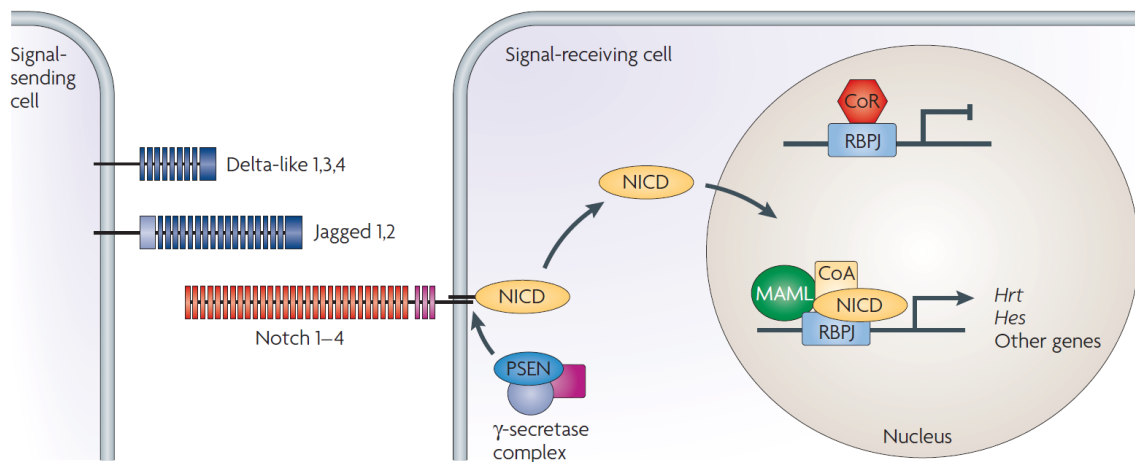 Signal-
sending
cell
Delta-like 1,3,4
Jagged 1,2
Notch 1–4
Signal-receiving cell
NICD
NICD
PSEN
γ-secretase
complex
CoR
RBPJ
MAML
CoA
NICD
RBPJ
Hrt
Hes
Other genes
Nucleus